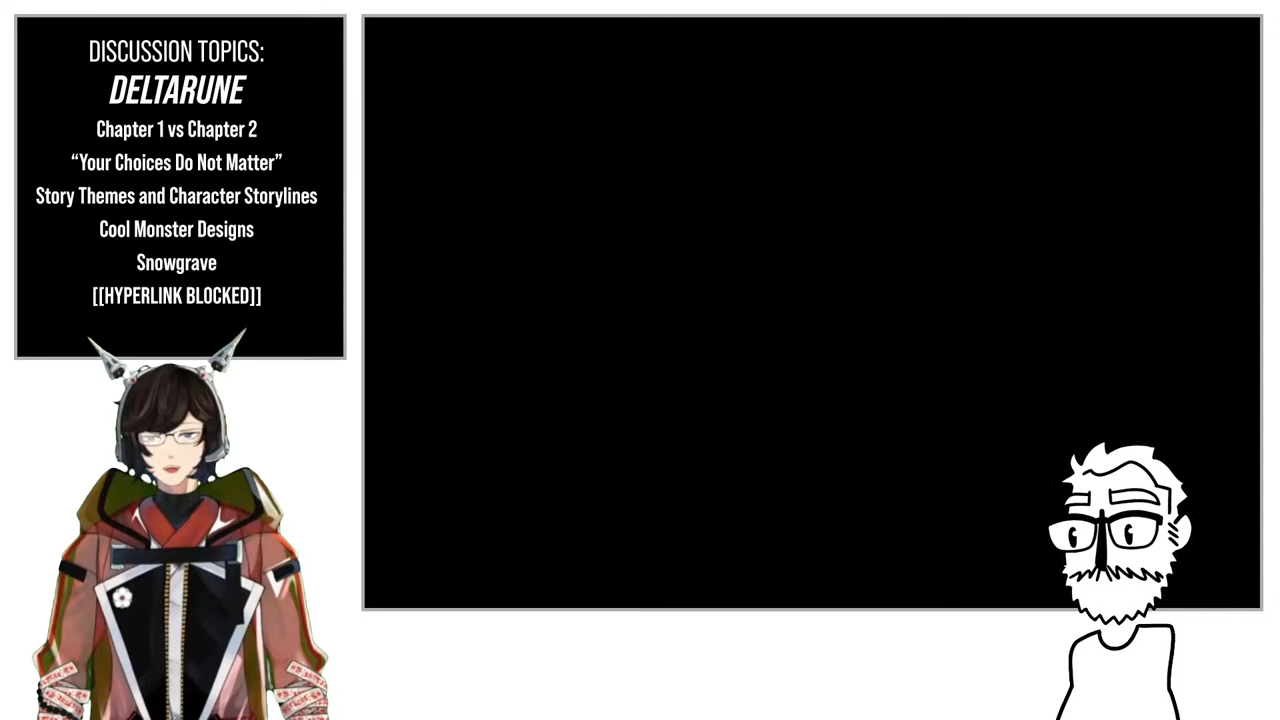 DISCUSSION TOPICS:
DELTARUNE
Chapter 1 vs Chapter 2
“Your Choices Do Not Matter”
Story Themes and Character Storylines
Cool Monster Designs
Snowgrave
[[HYPERLINK BLOCKED]]